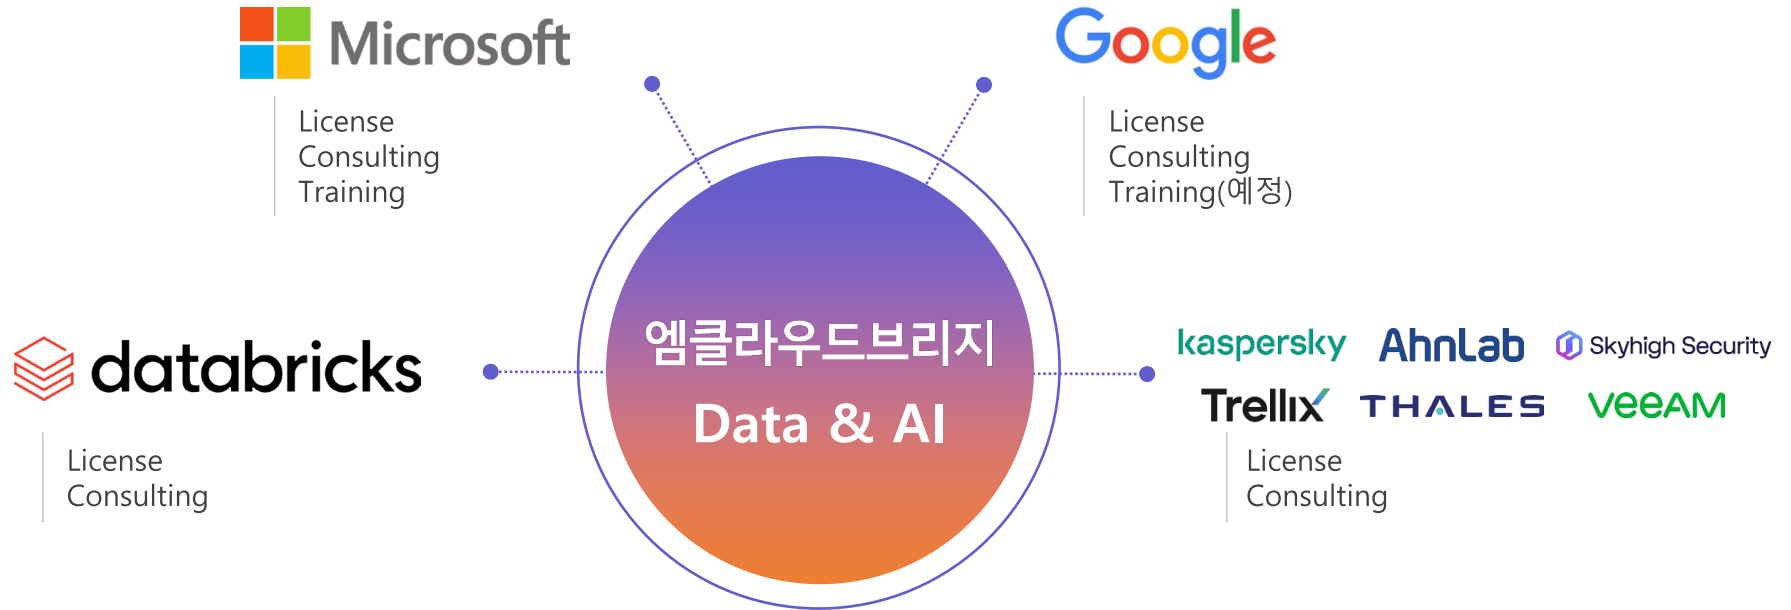 Microsoft
License
Consulting
Training
Google
License
Consulting
Training(예정)
databricks
License
Consulting
엠클라우드브리지
Data & AI
kaspersky AhnLab Skyhigh Security
Trellix THALES veeAM
License
Consulting